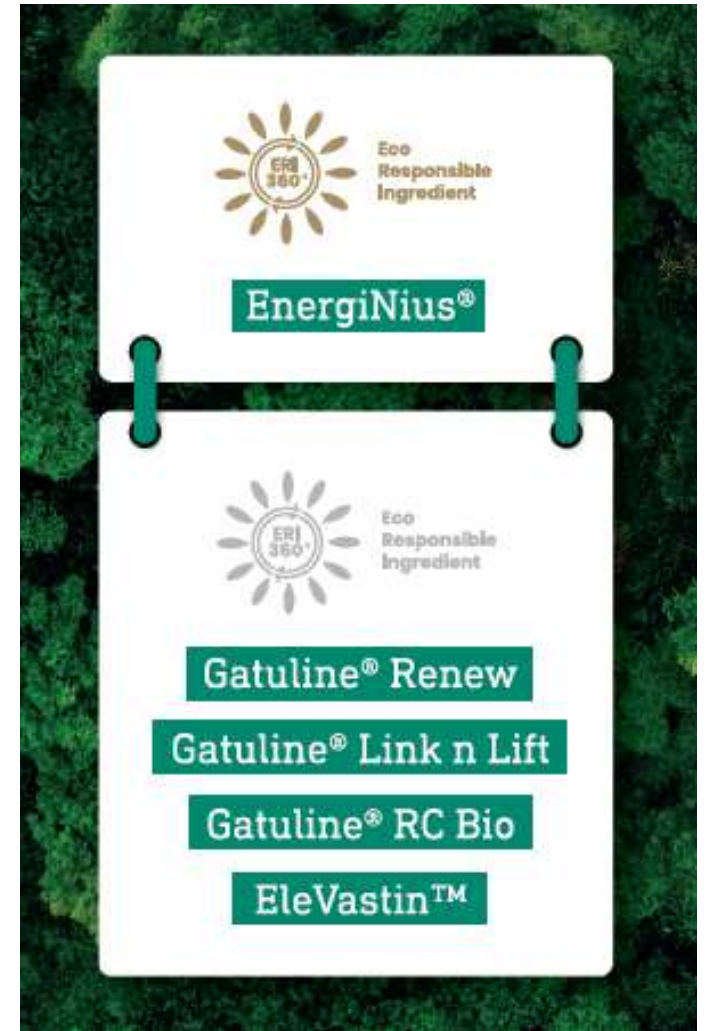 ERI
360°
Eco
Responsible
Ingredient
EnergiNius®
ERI
360°
Eco
Responsible
Ingredient
Gatuline® Renew
Gatuline® Link n Lift
Gatuline® RC Bio
EleVastin™